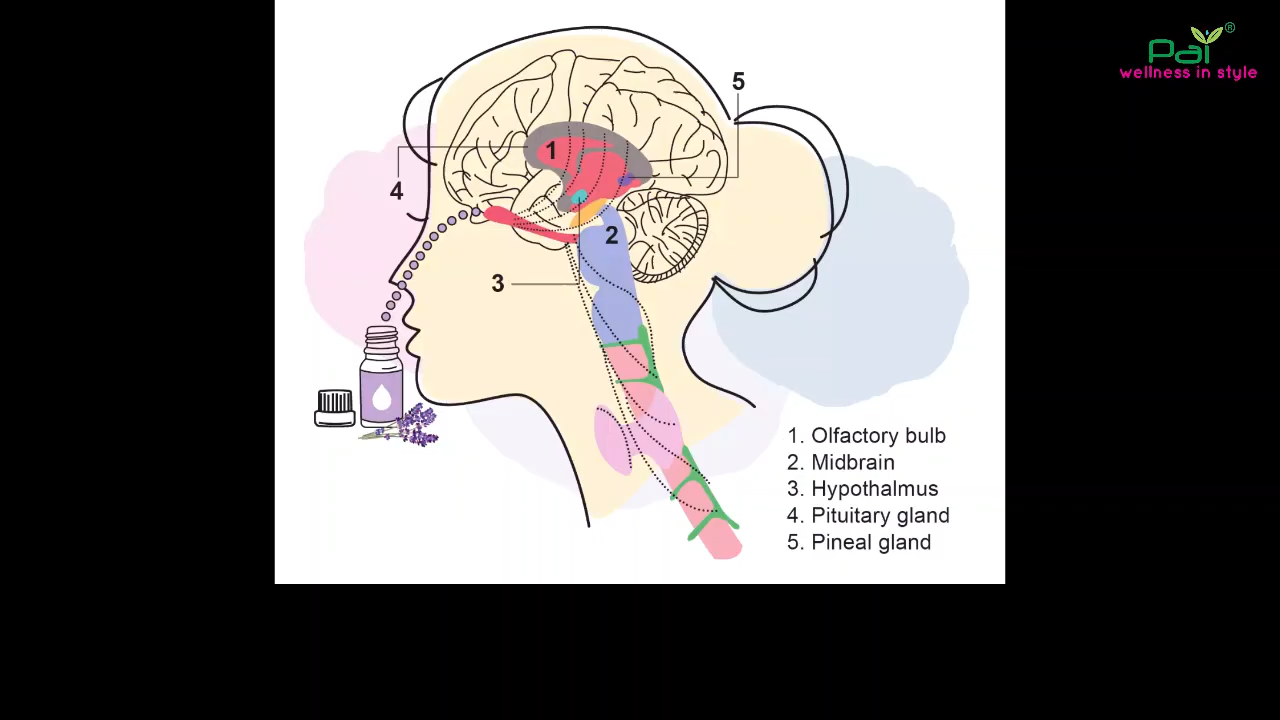 Pai®
wellness in style
5
1
4
2
3
1. Olfactory bulb
2. Midbrain
3. Hypothalmus
4. Pituitary gland
5. Pineal gland